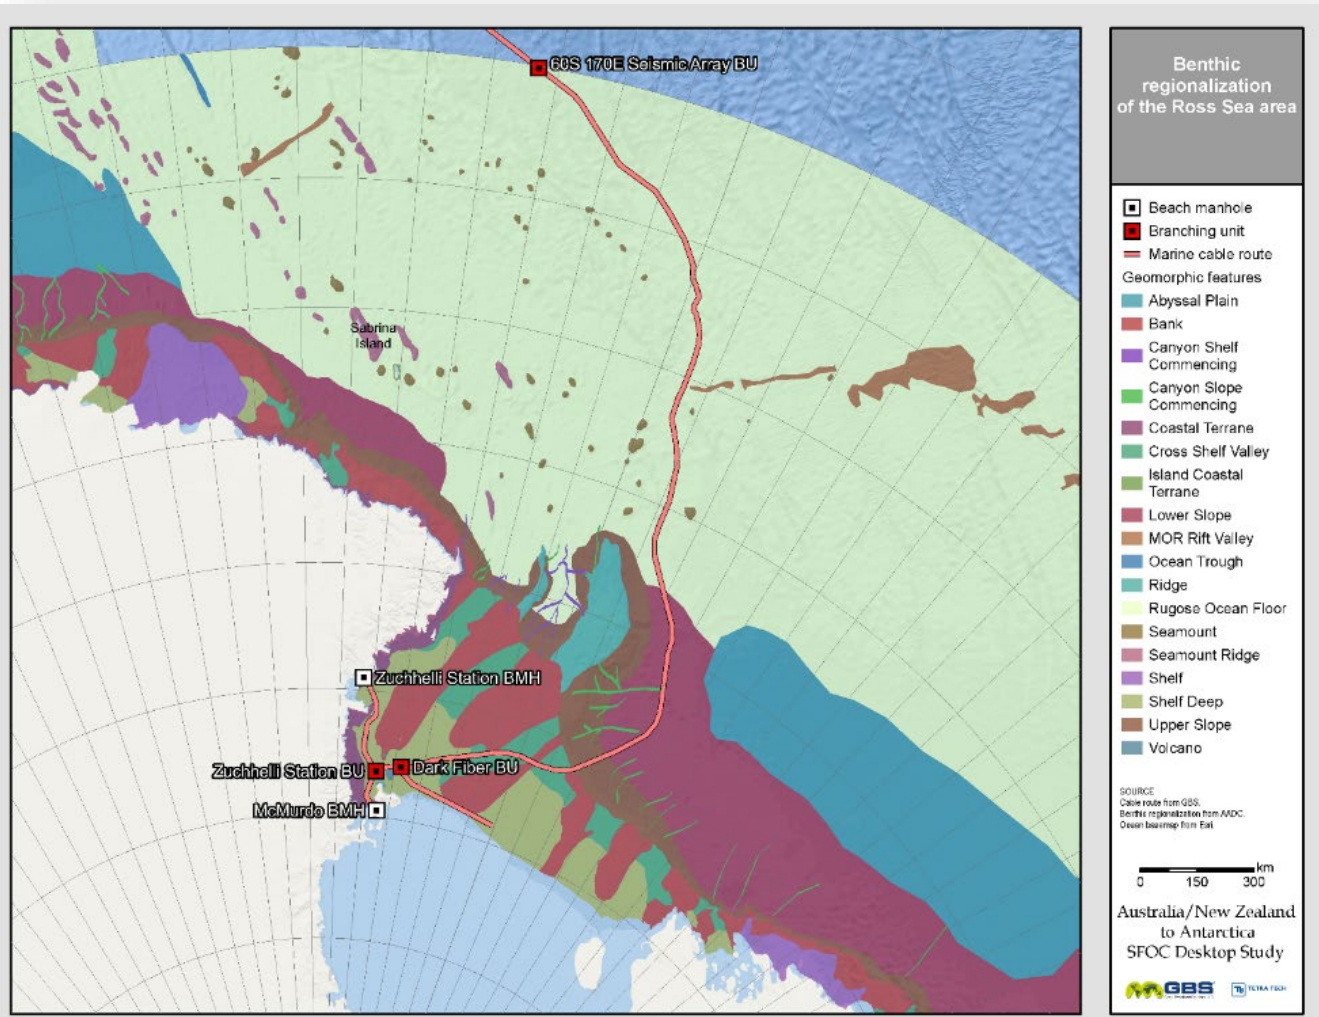 60S 170E Seismic Array BU
Sabrina
Island
Zuchhelli Station BMH
Zuchhelli Station BU
Dark Fiber BU
McMurdo BMH
Benthic
regionalization
of the Ross Sea area
Beach manhole
Branching unit
Marine cable route
Geomorphic features
Abyssal Plain
Bank
Canyon Shelf
Commencing
Canyon Slope
Commencing
Coastal Terrane
Cross Shelf Valley
Island Coastal
Terrane
Lower Slope
MOR Rift Valley
Ocean Trough
Ridge
Rugose Ocean Floor
Seamount
Seamount Ridge
Shelf
Shelf Deep
Upper Slope
Volcano
SOURCE
Cable route from GBS.
Benthic regionalization from AADC.
Ocean basemap from Esri.
km
0 150 300
Australia/New Zealand
to Antarctica
SFOC Desktop Study
GBS
TETRA TECH